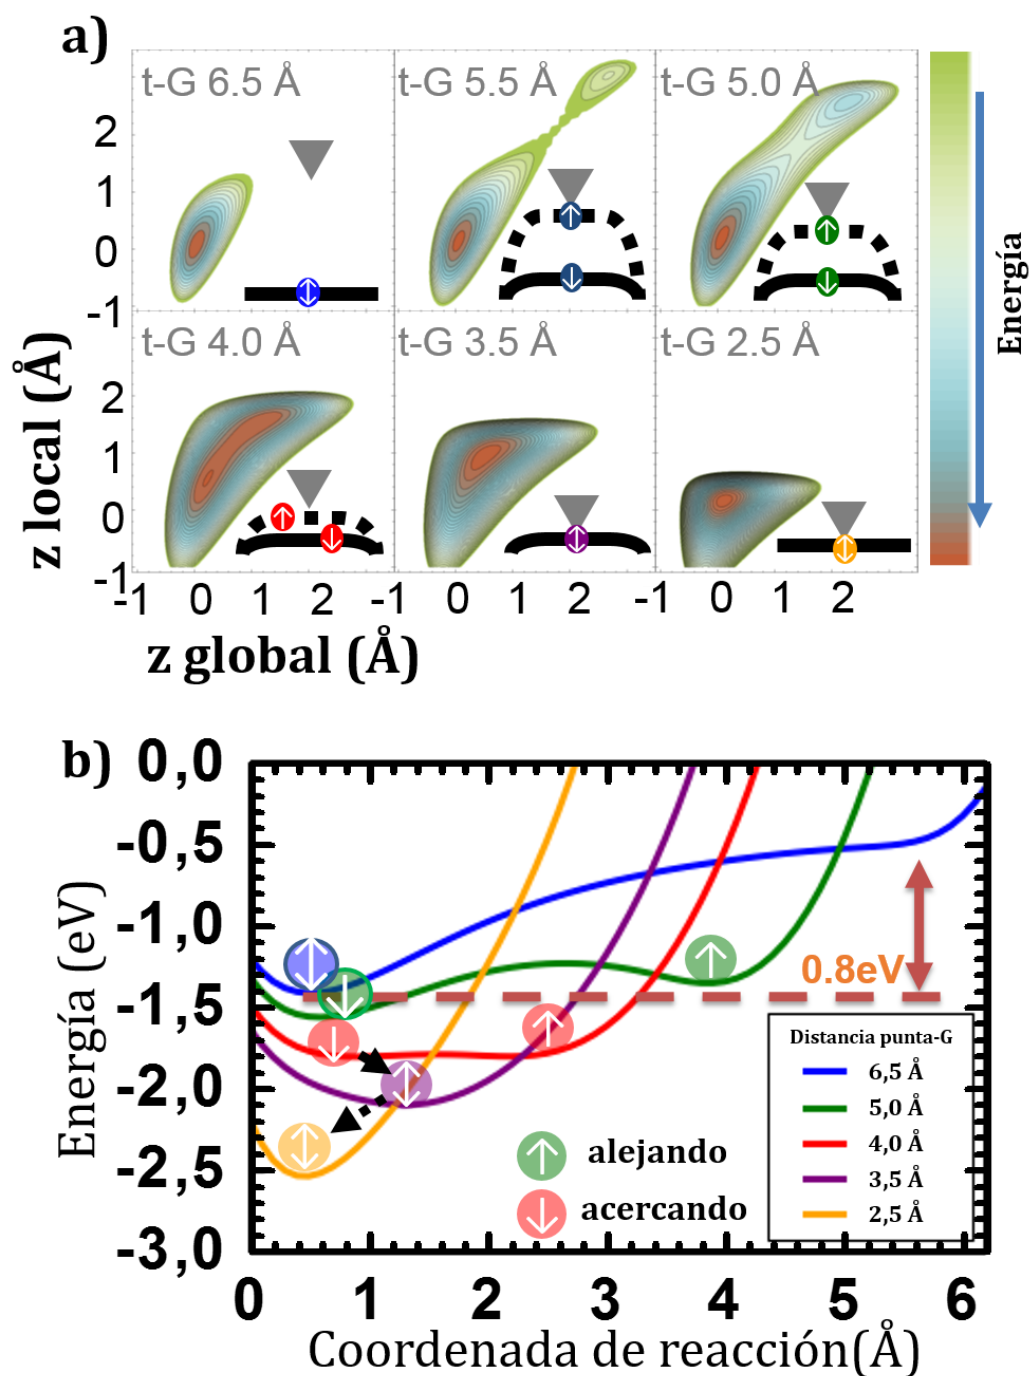 a)
t-G 6.5 Å
t-G 5.5 Å
t-G 5.0 Å
2
1
0
-1
t-G 4.0 Å
t-G 3.5 Å
t-G 2.5 Å
2
1
0
-1
z local (Å)
-1 0 1 2 -1 0 1 2 -1 0 1 2
z global (Å)
Energía
b)
0,0
-0,5
-1,0
-1,5
-2,0
-2,5
-3,0
Energía (eV)
0.8eV
Distancia punta-G
6,5 Å
5,0 Å
4,0 Å
3,5 Å
2,5 Å
alejando
acercando
0 1 2 3 4 5 6
Coordenada de reacción(Å)